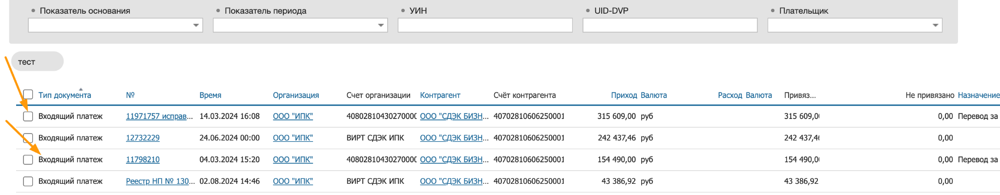 Показатель основания Показатель периода УИН UID-DVP Плательщик
тест
Тип документа № Время Организация Счет организации Контрагент Счёт контрагента Приход Валюта Расход Валюта Привяз... Не привязано Назначение
Входящий платеж 11971757 исправ... 14.03.2024 16:08 ООО "ИПК" 40802810430270000 ООО "СДЭК БИЗН... 40702810606250001 315 609,00 руб 315 609,00 0,00 Перевод за
Входящий платеж 12732229 24.06.2024 00:00 ООО "ИПК" ВИРТ СДЭК ИПК ООО "СДЭК БИЗН... 40702810606250001 242 437,46 руб 242 437,46 0,00
Входящий платеж 11798210 04.03.2024 15:20 ООО "ИПК" 40802810430270000 ООО "СДЭК БИЗН... 40702810606250001 154 490,00 руб 154 490,00 0,00 Перевод за
Входящий платеж Реестр НП № 130... 02.08.2024 14:46 ООО "ИПК" ВИРТ СДЭК ИПК ООО "СДЭК БИЗН... 40702810606250001 43 386,92 руб 43 386,92 0,00